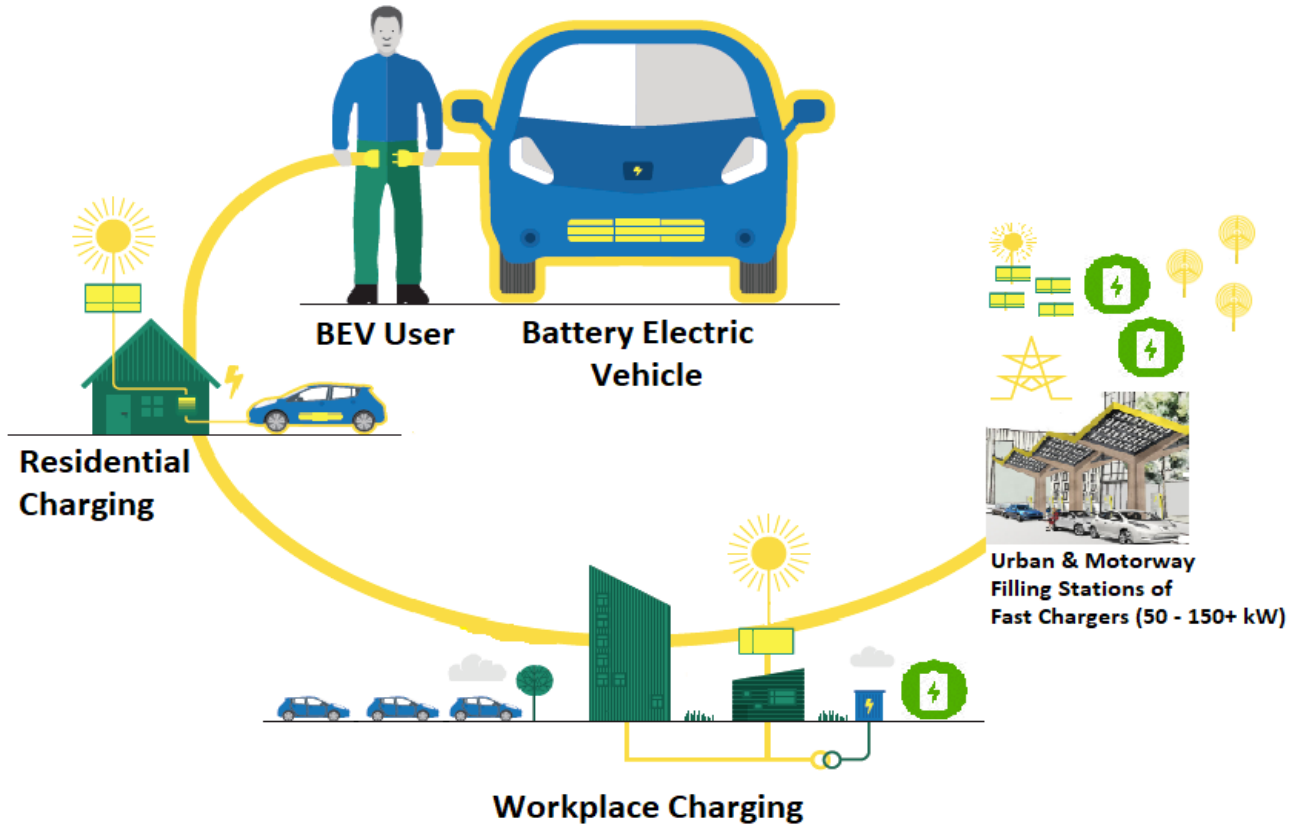 BEV User
Battery Electric
Vehicle
Residential
Charging
Urban & Motorway
Filling Stations of
Fast Chargers (50 - 150+ kW)
Workplace Charging